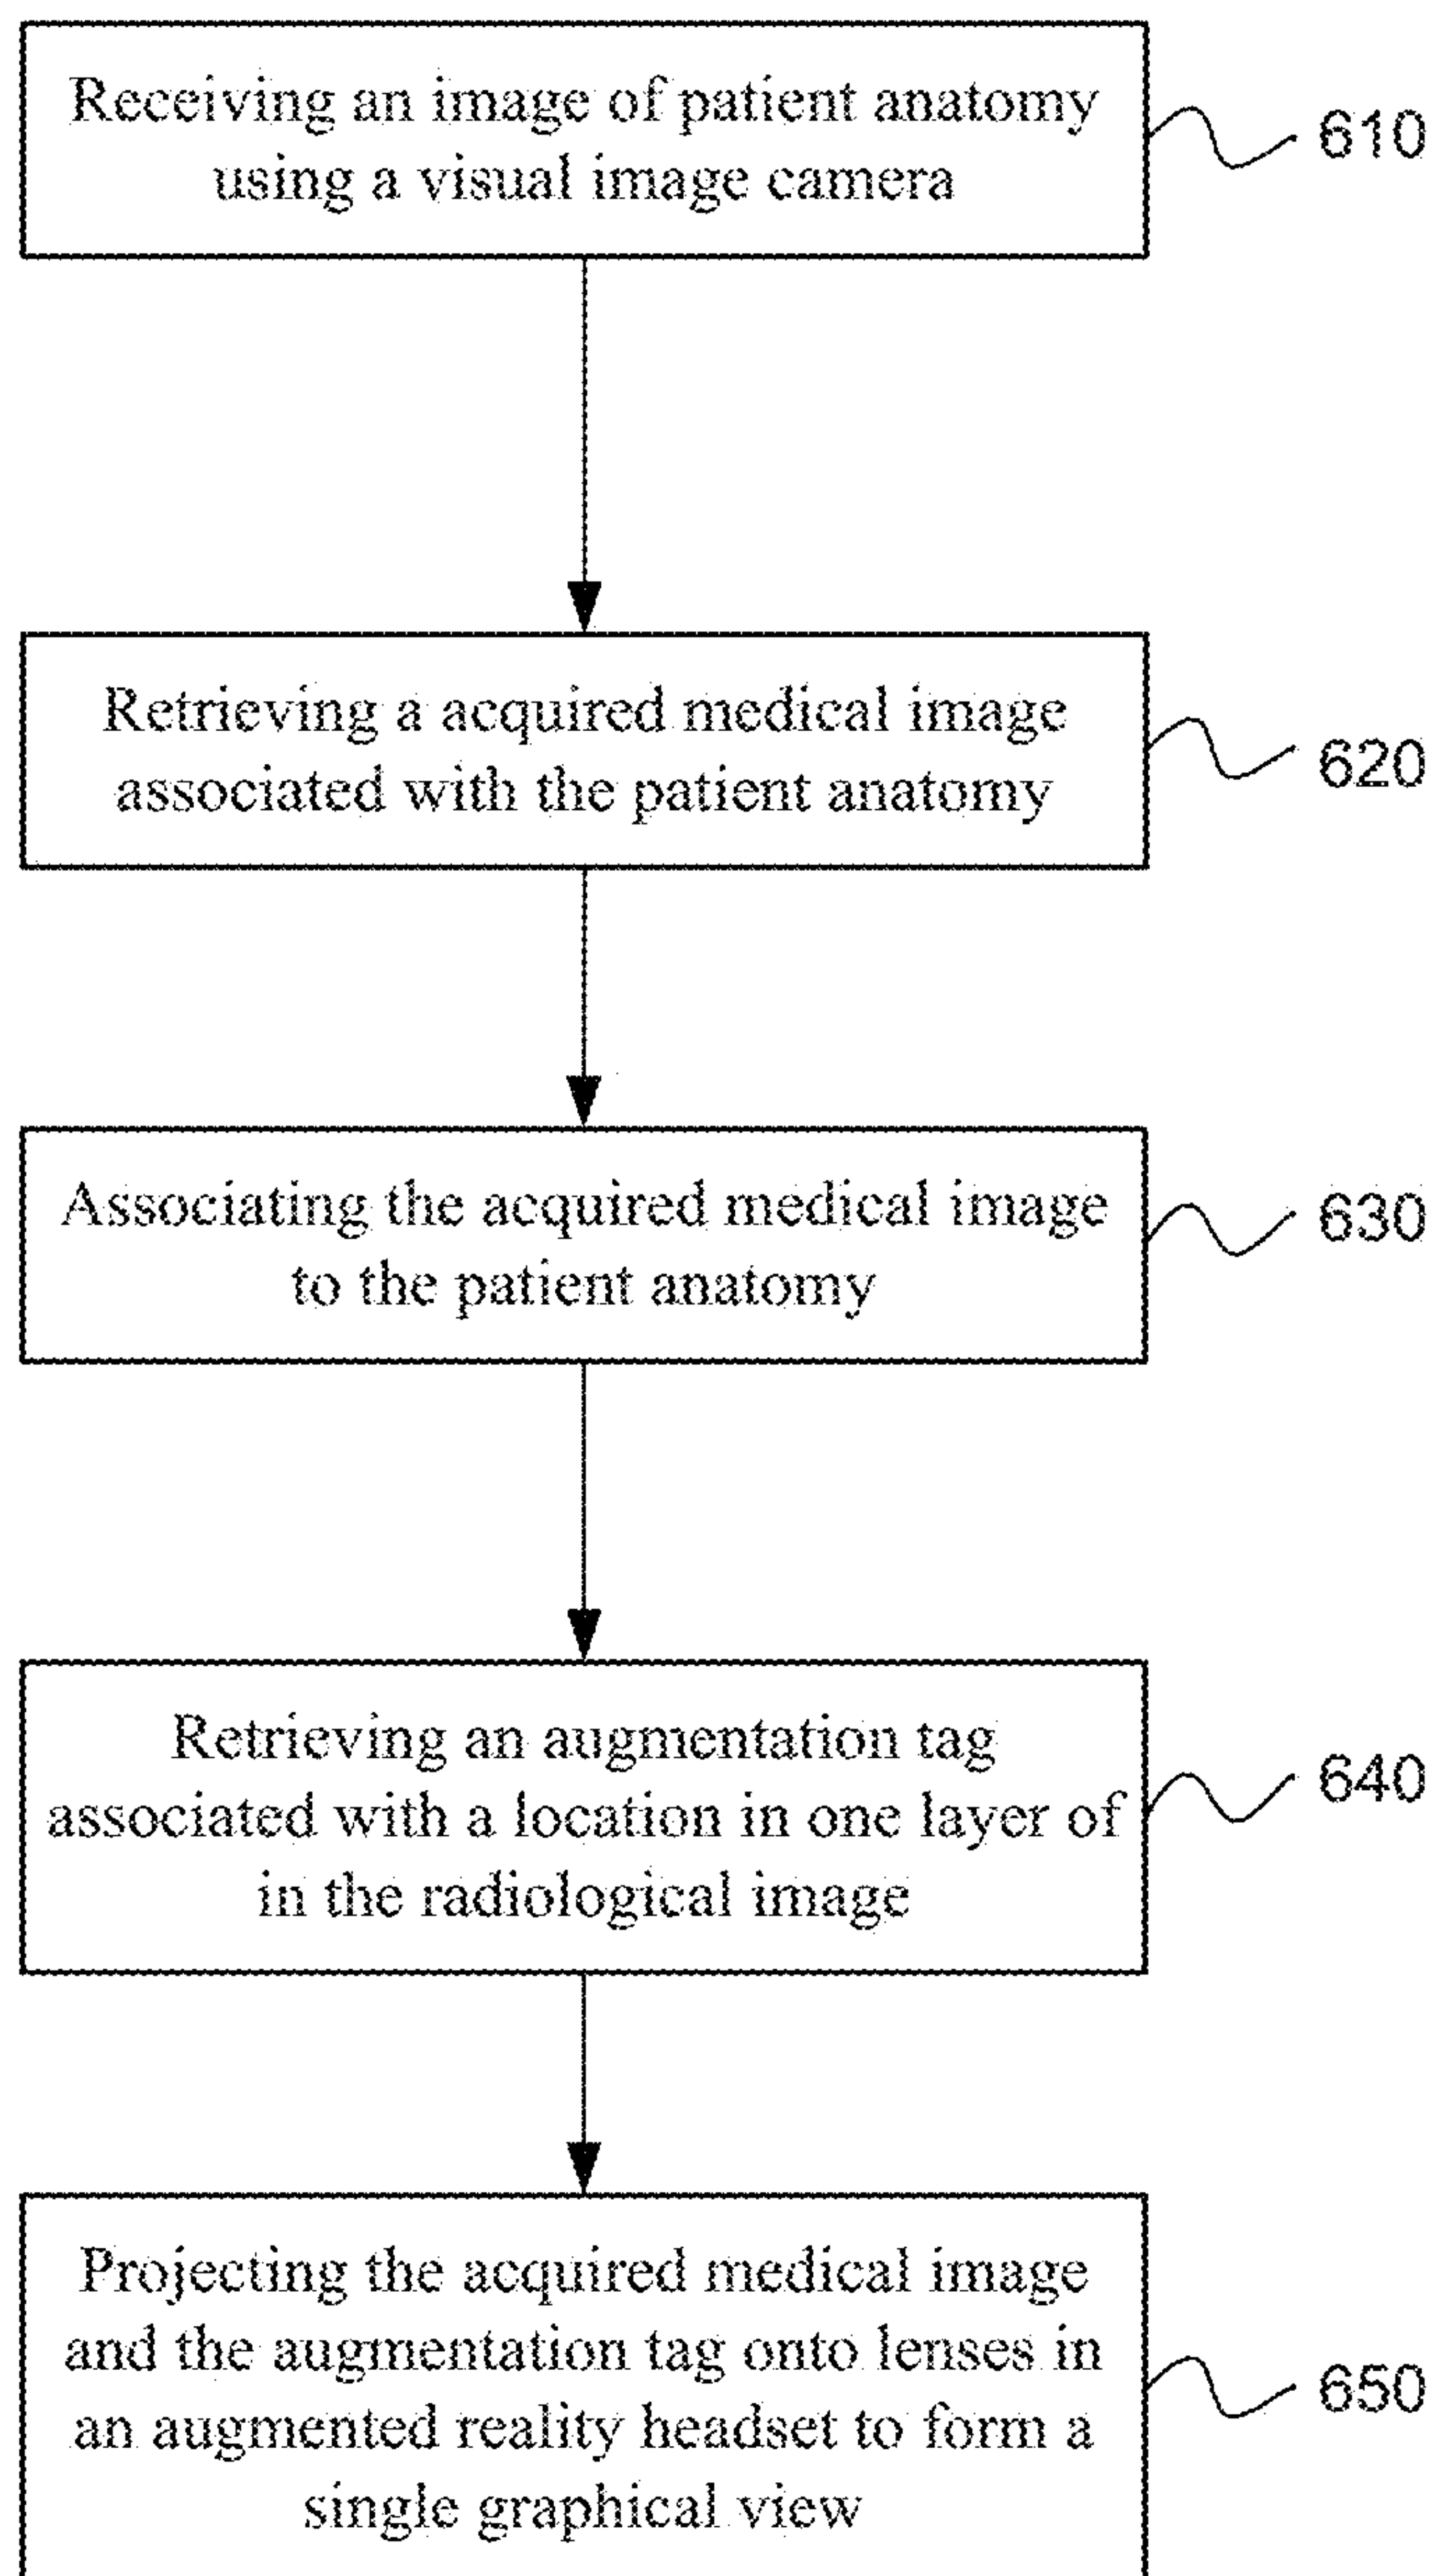 Receiving an image of patient anatomy
using a visual image camera
610
Retrieving a acquired medical image
associated with the patient anatomy
620
Associating the acquired medical image
to the patient anatomy
630
Retrieving an augmentation tag
associated with a location in one layer of
in the radiological image
640
Projecting the acquired medical image
and the augmentation tag onto lenses in
an augmented reality headset to form a
single graphical view
650